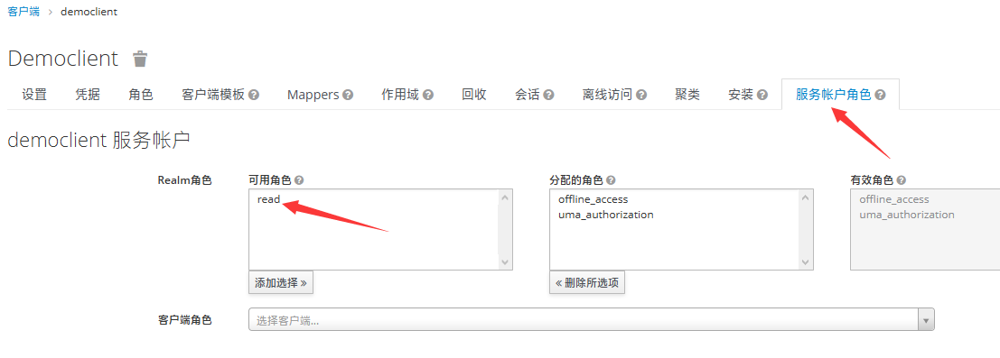 客户端 › democlient
Democlient
设置 凭据 角色 客户端模板 Mappers 作用域 回收 会话 离线访问 聚类 安装 服务帐户角色
democlient 服务帐户
Realm角色 可用角色 分配的角色 有效角色
read offline_access offline_access
uma_authorization uma_authorization
添加选择 » « 删除所选项
客户端角色 选择客户端...